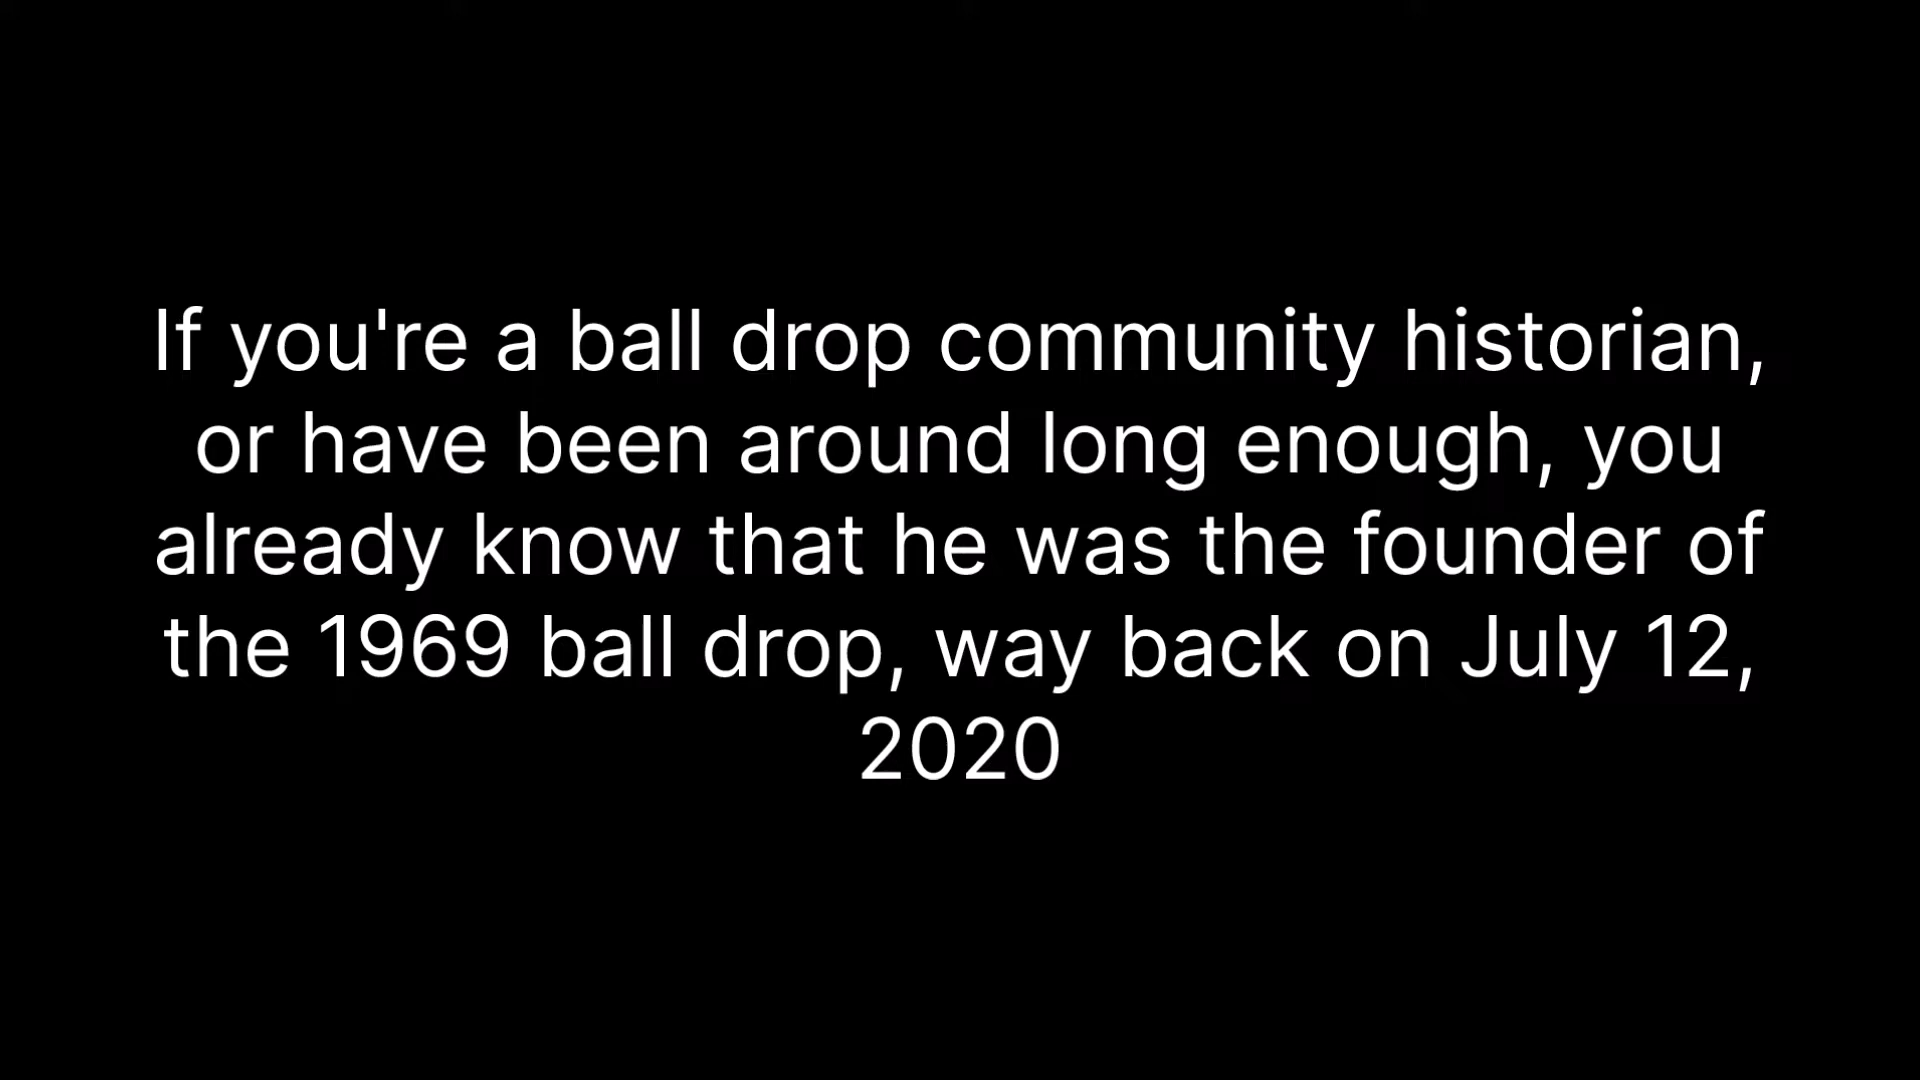 If you're a ball drop community historian,
or have been around long enough, you
already know that he was the founder of
the 1969 ball drop, way back on July 12,
2020